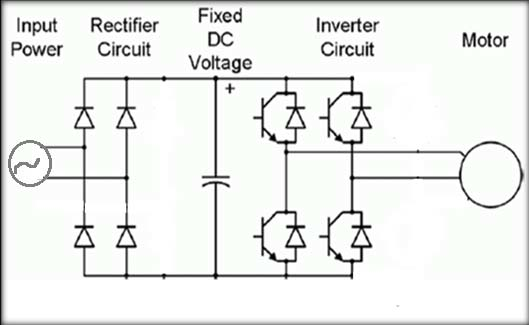 Input
Power
Rectifier
Circuit
Fixed
DC
Voltage
+
Inverter
Circuit
Motor